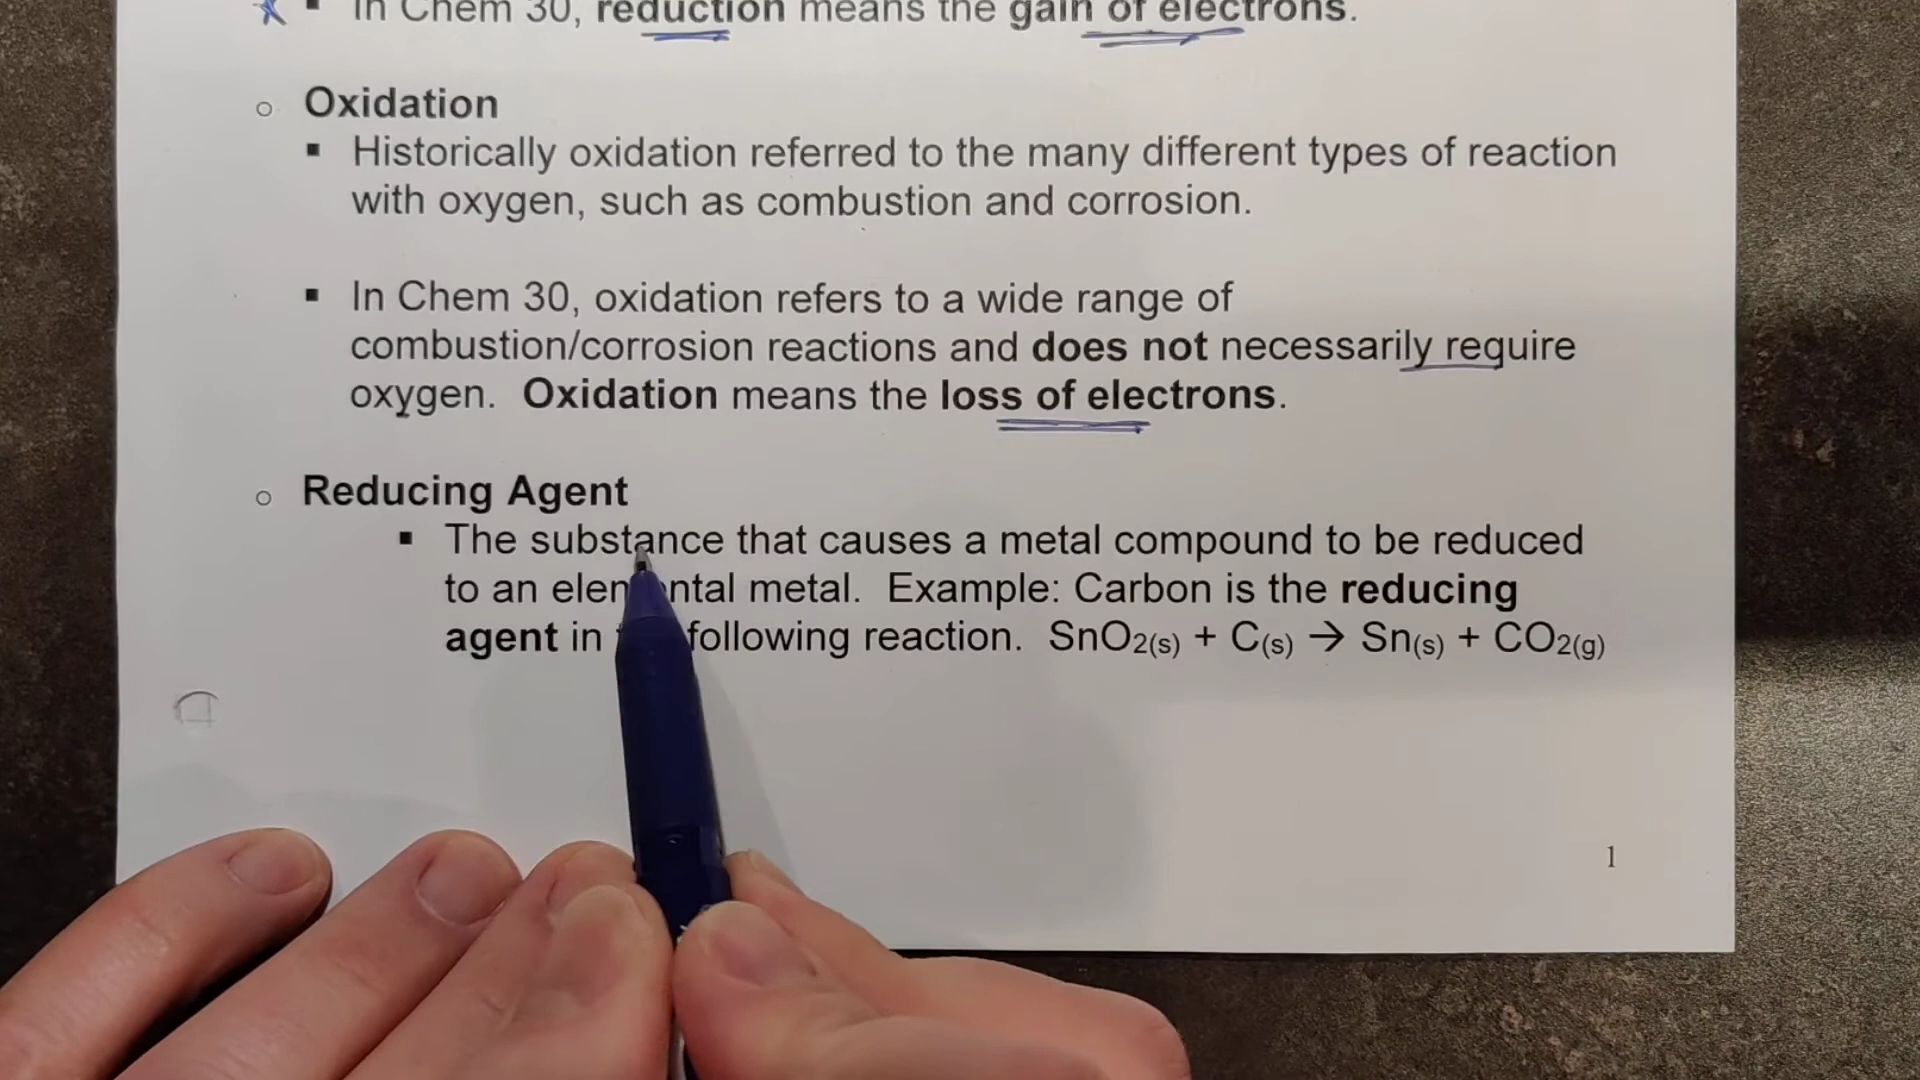 In Chem 30, reduction means the gain of electrons.
Oxidation
Historically oxidation referred to the many different types of reaction
with oxygen, such as combustion and corrosion.
In Chem 30, oxidation refers to a wide range of
combustion/corrosion reactions and does not necessarily require
oxygen. Oxidation means the loss of electrons.
Reducing Agent
The substance that causes a metal compound to be reduced
to an elemental metal. Example: Carbon is the reducing
agent in following reaction. SnO2(s) + C(s) → Sn(s) + CO2(g)
1